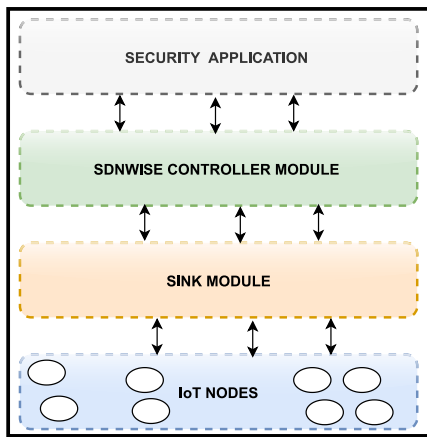 SECURITY APPLICATION
SDNWISE CONTROLLER MODULE
SINK MODULE
IoT NODES